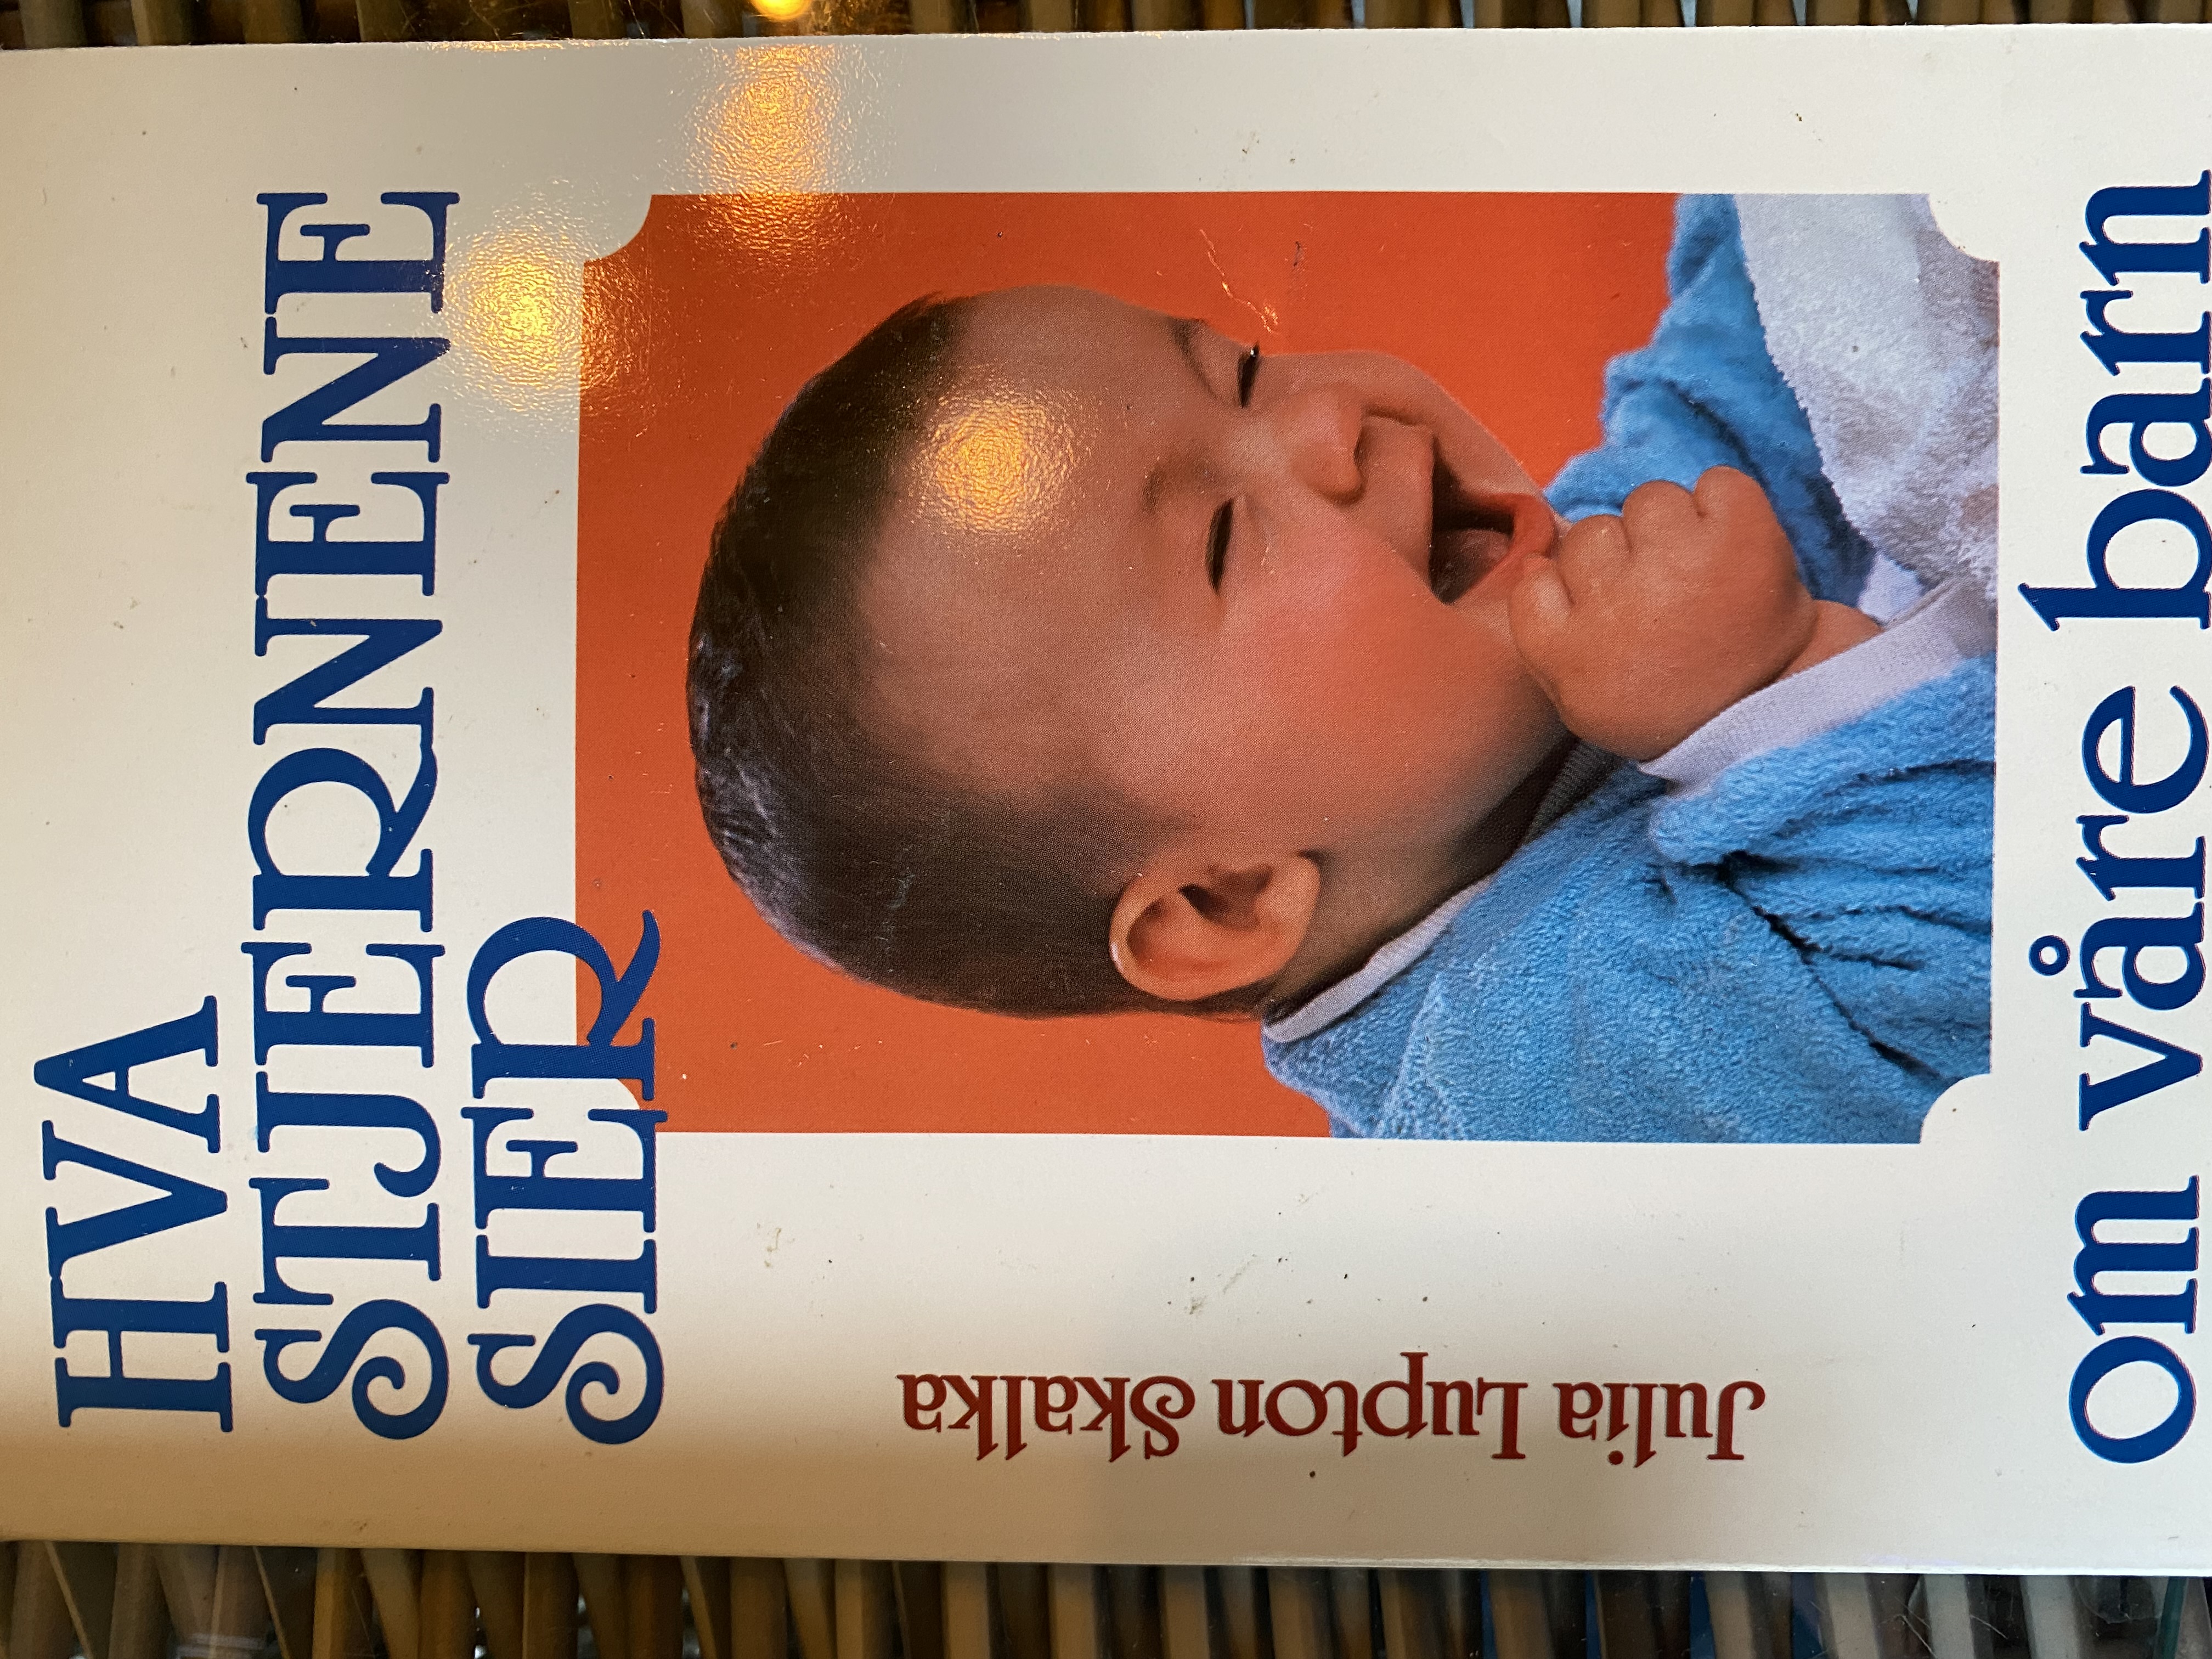 HVA
STJERNENE
SIER
Julia Lupton Skalka
om våre barn